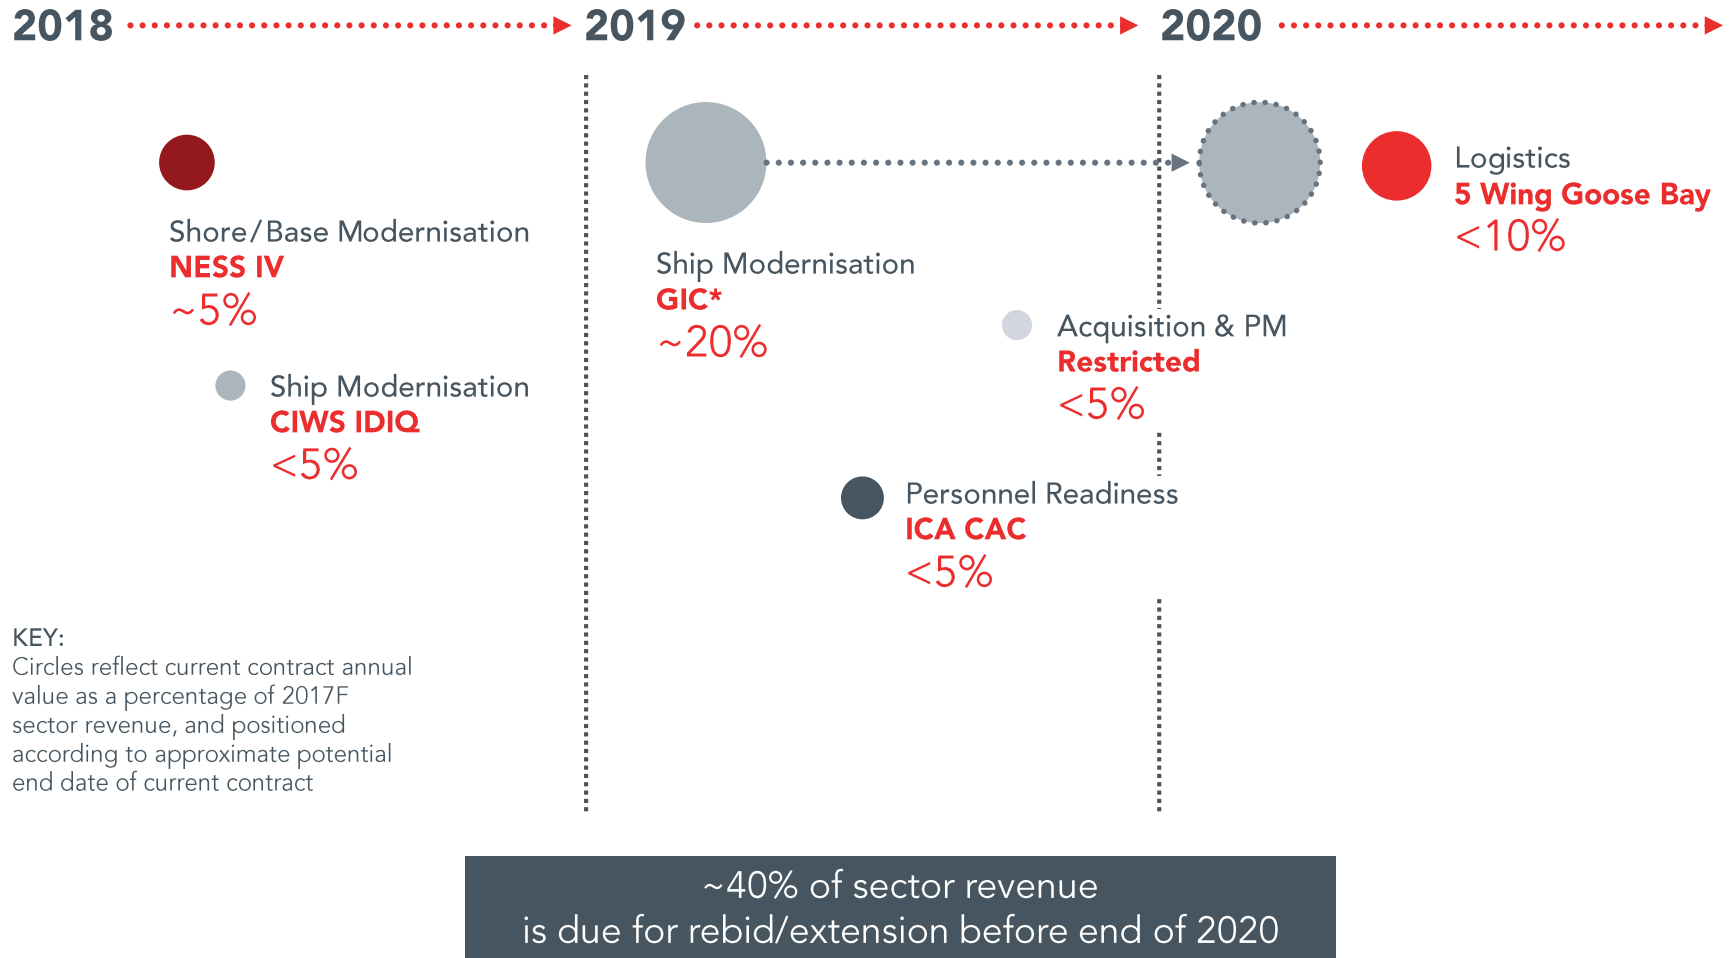 2018
2019
2020
Shore/Base Modernisation
NESS IV
~5%
Ship Modernisation
CIWS IDIQ
<5%
Ship Modernisation
GIC*
~20%
Acquisition & PM
Restricted
<5%
Personnel Readiness
ICA CAC
<5%
Logistics
5 Wing Goose Bay
<10%
KEY:
Circles reflect current contract annual
value as a percentage of 2017F
sector revenue, and positioned
according to approximate potential
end date of current contract
~40% of sector revenue
is due for rebid/extension before end of 2020